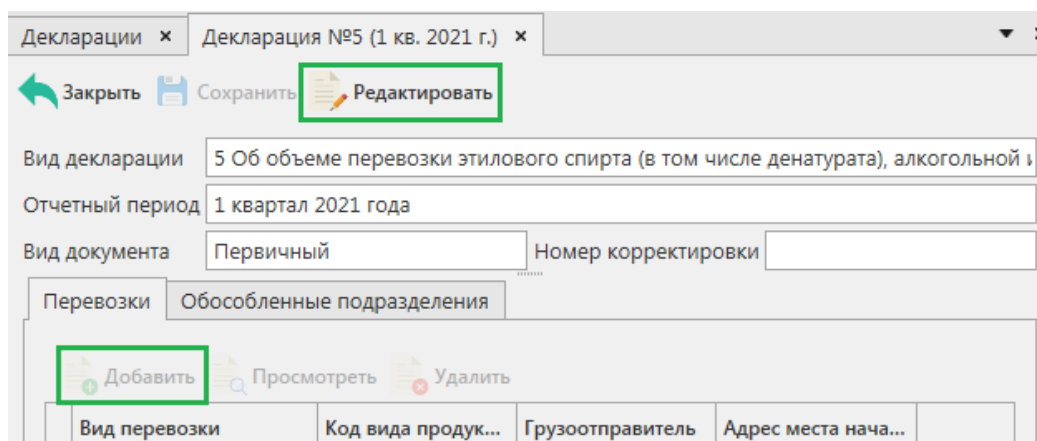 Декларации × Декларация №5 (1 кв. 2021 г.) ×
Закрыть Сохранить Редактировать
Вид декларации 5 Об объеме перевозки этилового спирта (в том числе денатурата), алкогольной
Отчетный период 1 квартал 2021 года
Вид документа Первичный Номер корректировки
Перевозки Обособленные подразделения
Добавить Просмотреть Удалить
Вид перевозки Код вида продук... Грузоотправитель Адрес места нача...